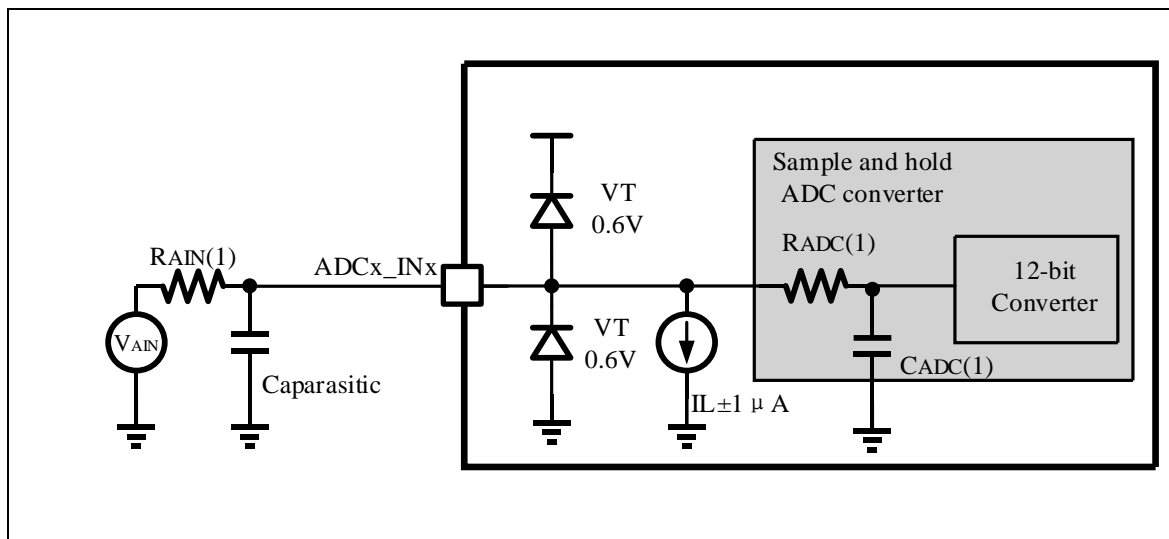 Sample and hold
ADC converter
VT
0.6V
RADC(1)
RAIN(1)
ADCx_INx
12-bit
Converter
VT
0.6V
VAIN
CADC(1)
Caparasitic
IL±1 μA